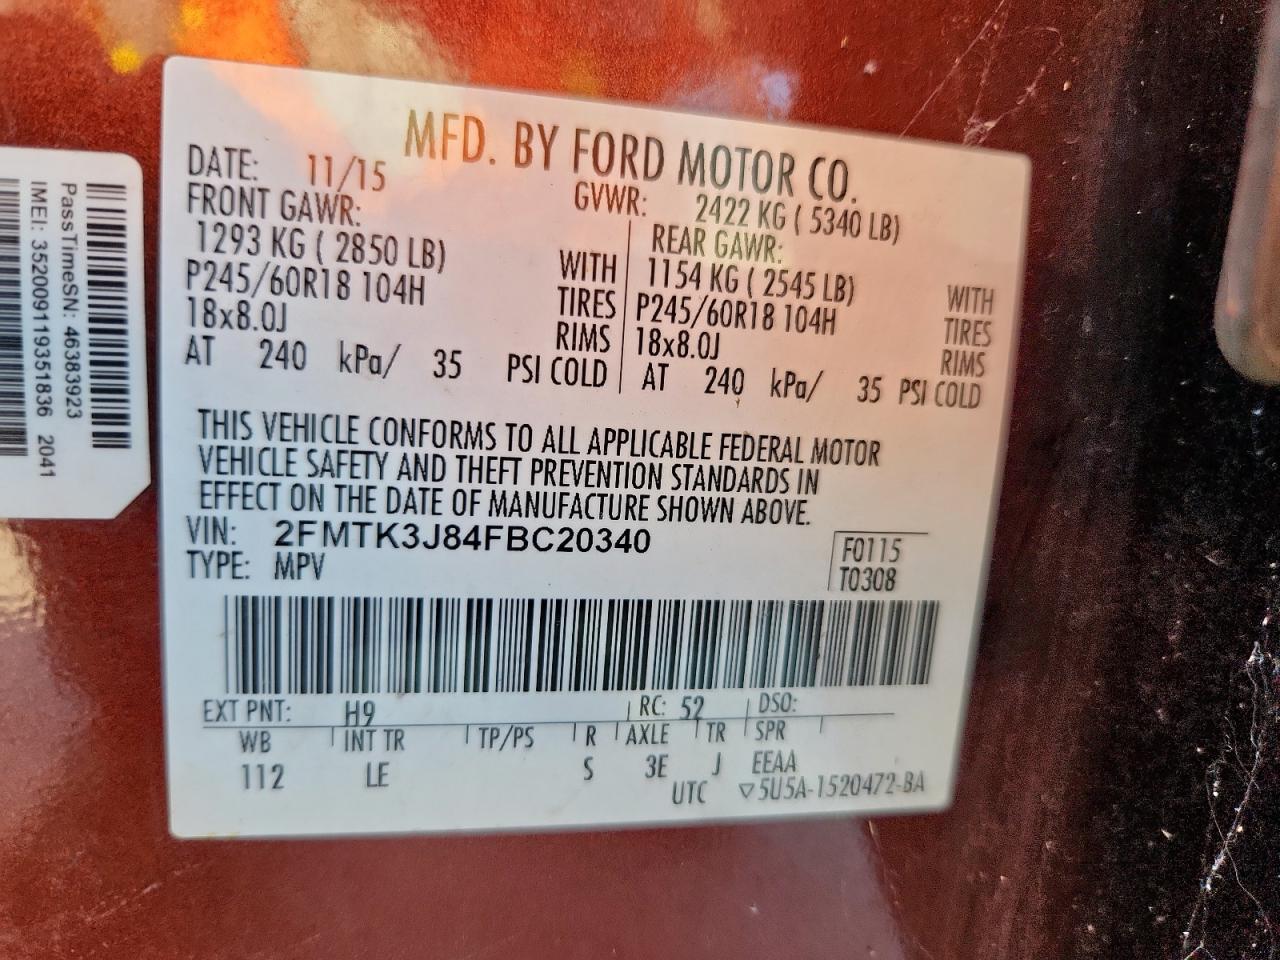 PassTimeSN: 46383923
IMEI: 352009119351836 2041
MFD. BY FORD MOTOR CO.
DATE: 11/15 GVWR: 2422 KG ( 5340 LB)
FRONT GAWR: REAR GAWR:
1293 KG ( 2850 LB) WITH 1154 KG ( 2545 LB) WITH
P245/60R18 104H TIRES P245/60R18 104H TIRES
18x8.0J RIMS 18x8.0J RIMS
AT 240 kPa/ 35 PSI COLD AT 240 kPa/ 35 PSI COLD
THIS VEHICLE CONFORMS TO ALL APPLICABLE FEDERAL MOTOR
VEHICLE SAFETY AND THEFT PREVENTION STANDARDS IN
EFFECT ON THE DATE OF MANUFACTURE SHOWN ABOVE.
VIN: 2FMTK3J84FBC20340 F0115
TYPE: MPV T0308
EXT PNT: H9 RC: 52 DSO:
WB INT TR TP/PS R AXLE TR SPR
112 LE S 3E J EEAA
UTC ▽5U5A-1520472-BA